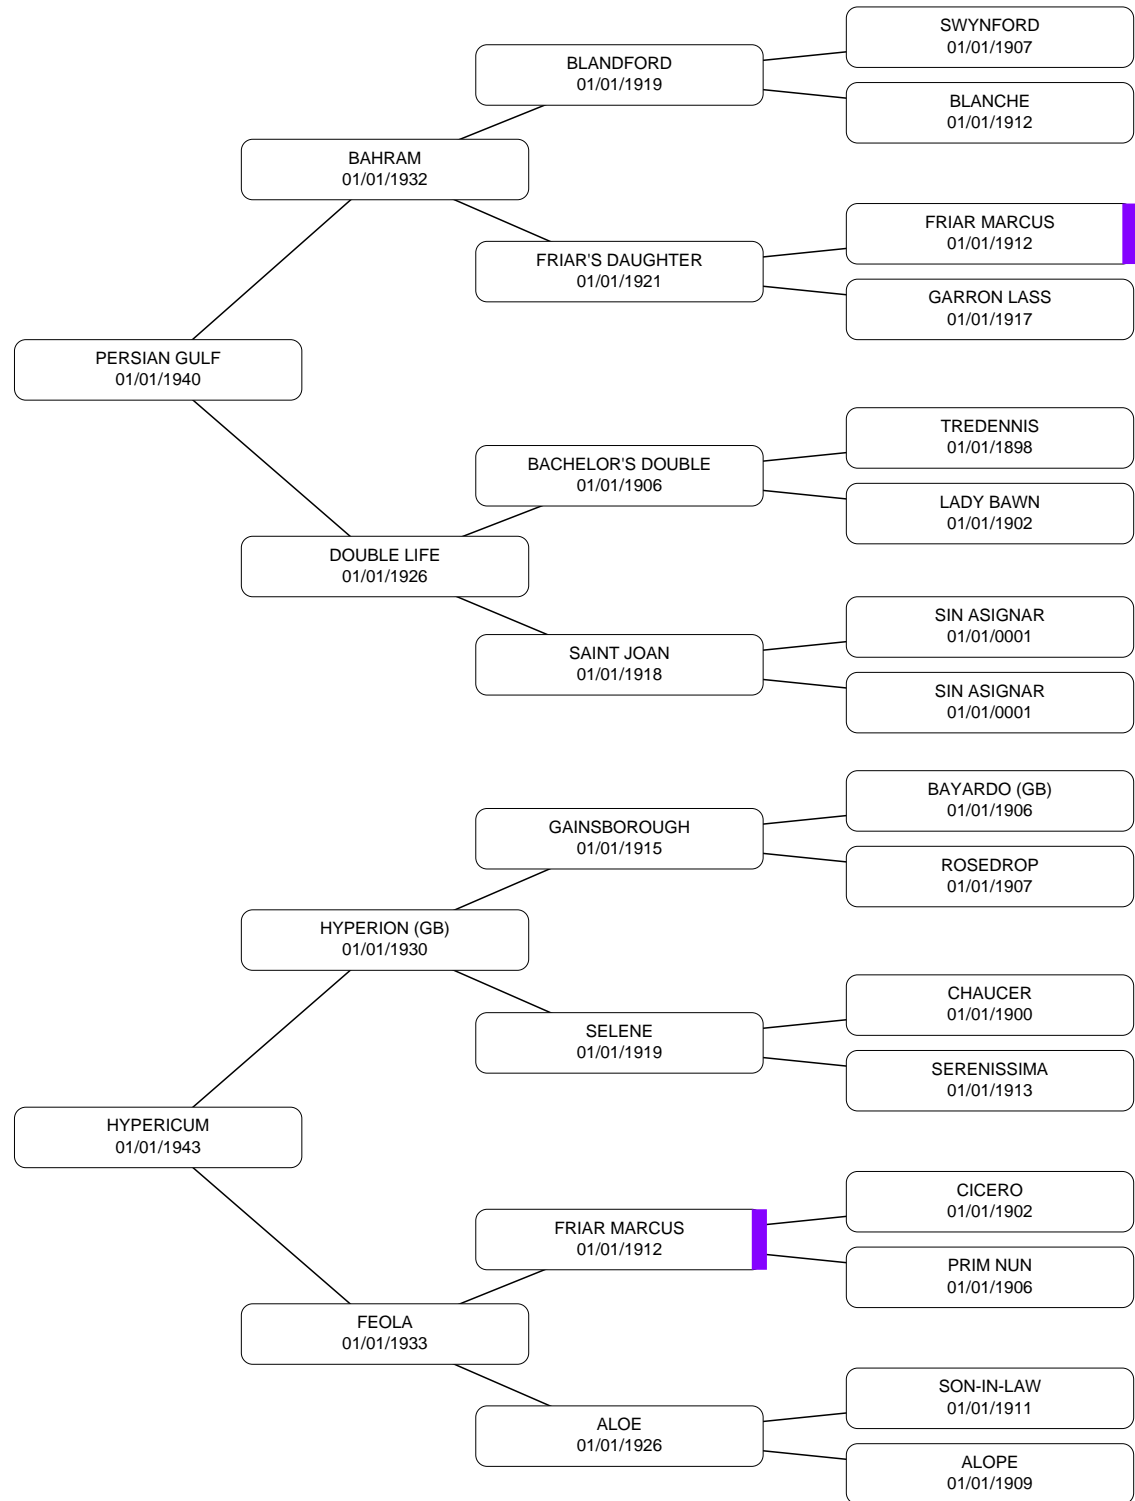 SWYNFORD
01/01/1907
BLANDFORD
01/01/1919
BLANCHE
01/01/1912
BAHRAM
01/01/1932
FRIAR MARCUS
01/01/1912
FRIAR'S DAUGHTER
01/01/1921
GARRON LASS
01/01/1917
PERSIAN GULF
01/01/1940
TREDENNIS
01/01/1898
BACHELOR'S DOUBLE
01/01/1906
LADY BAWN
01/01/1902
DOUBLE LIFE
01/01/1926
SIN ASIGNAR
01/01/0001
SAINT JOAN
01/01/1918
SIN ASIGNAR
01/01/0001
BAYARDO (GB)
01/01/1906
GAINSBOROUGH
01/01/1915
ROSEDROP
01/01/1907
HYPERION (GB)
01/01/1930
CHAUCER
01/01/1900
SELENE
01/01/1919
SERENISSIMA
01/01/1913
HYPERICUM
01/01/1943
CICERO
01/01/1902
FRIAR MARCUS
01/01/1912
PRIM NUN
01/01/1906
FEOLA
01/01/1933
SON-IN-LAW
01/01/1911
ALOE
01/01/1926
ALOPE
01/01/1909